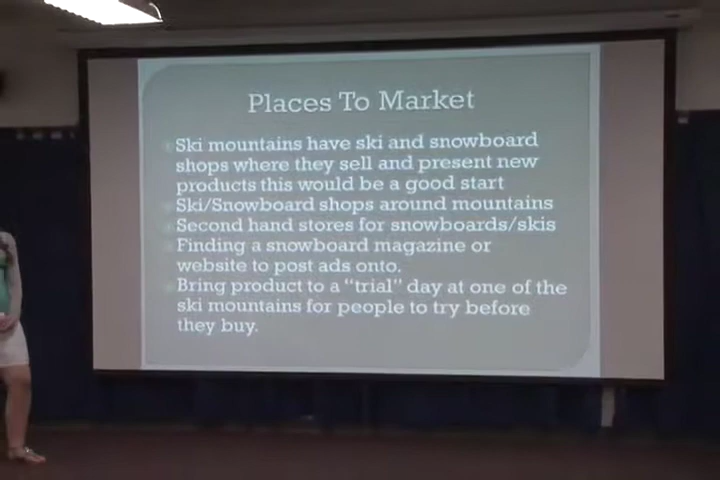 Places To Market
Ski mountains have ski and snowboard
shops where they sell and present new
products this would be a good start
Ski/Snowboard shops around mountains
Second hand stores for snowboards/skis
Finding a snowboard magazine or
website to post ads onto.
Bring product to a “trial” day at one of the
ski mountains for people to try before
they buy.